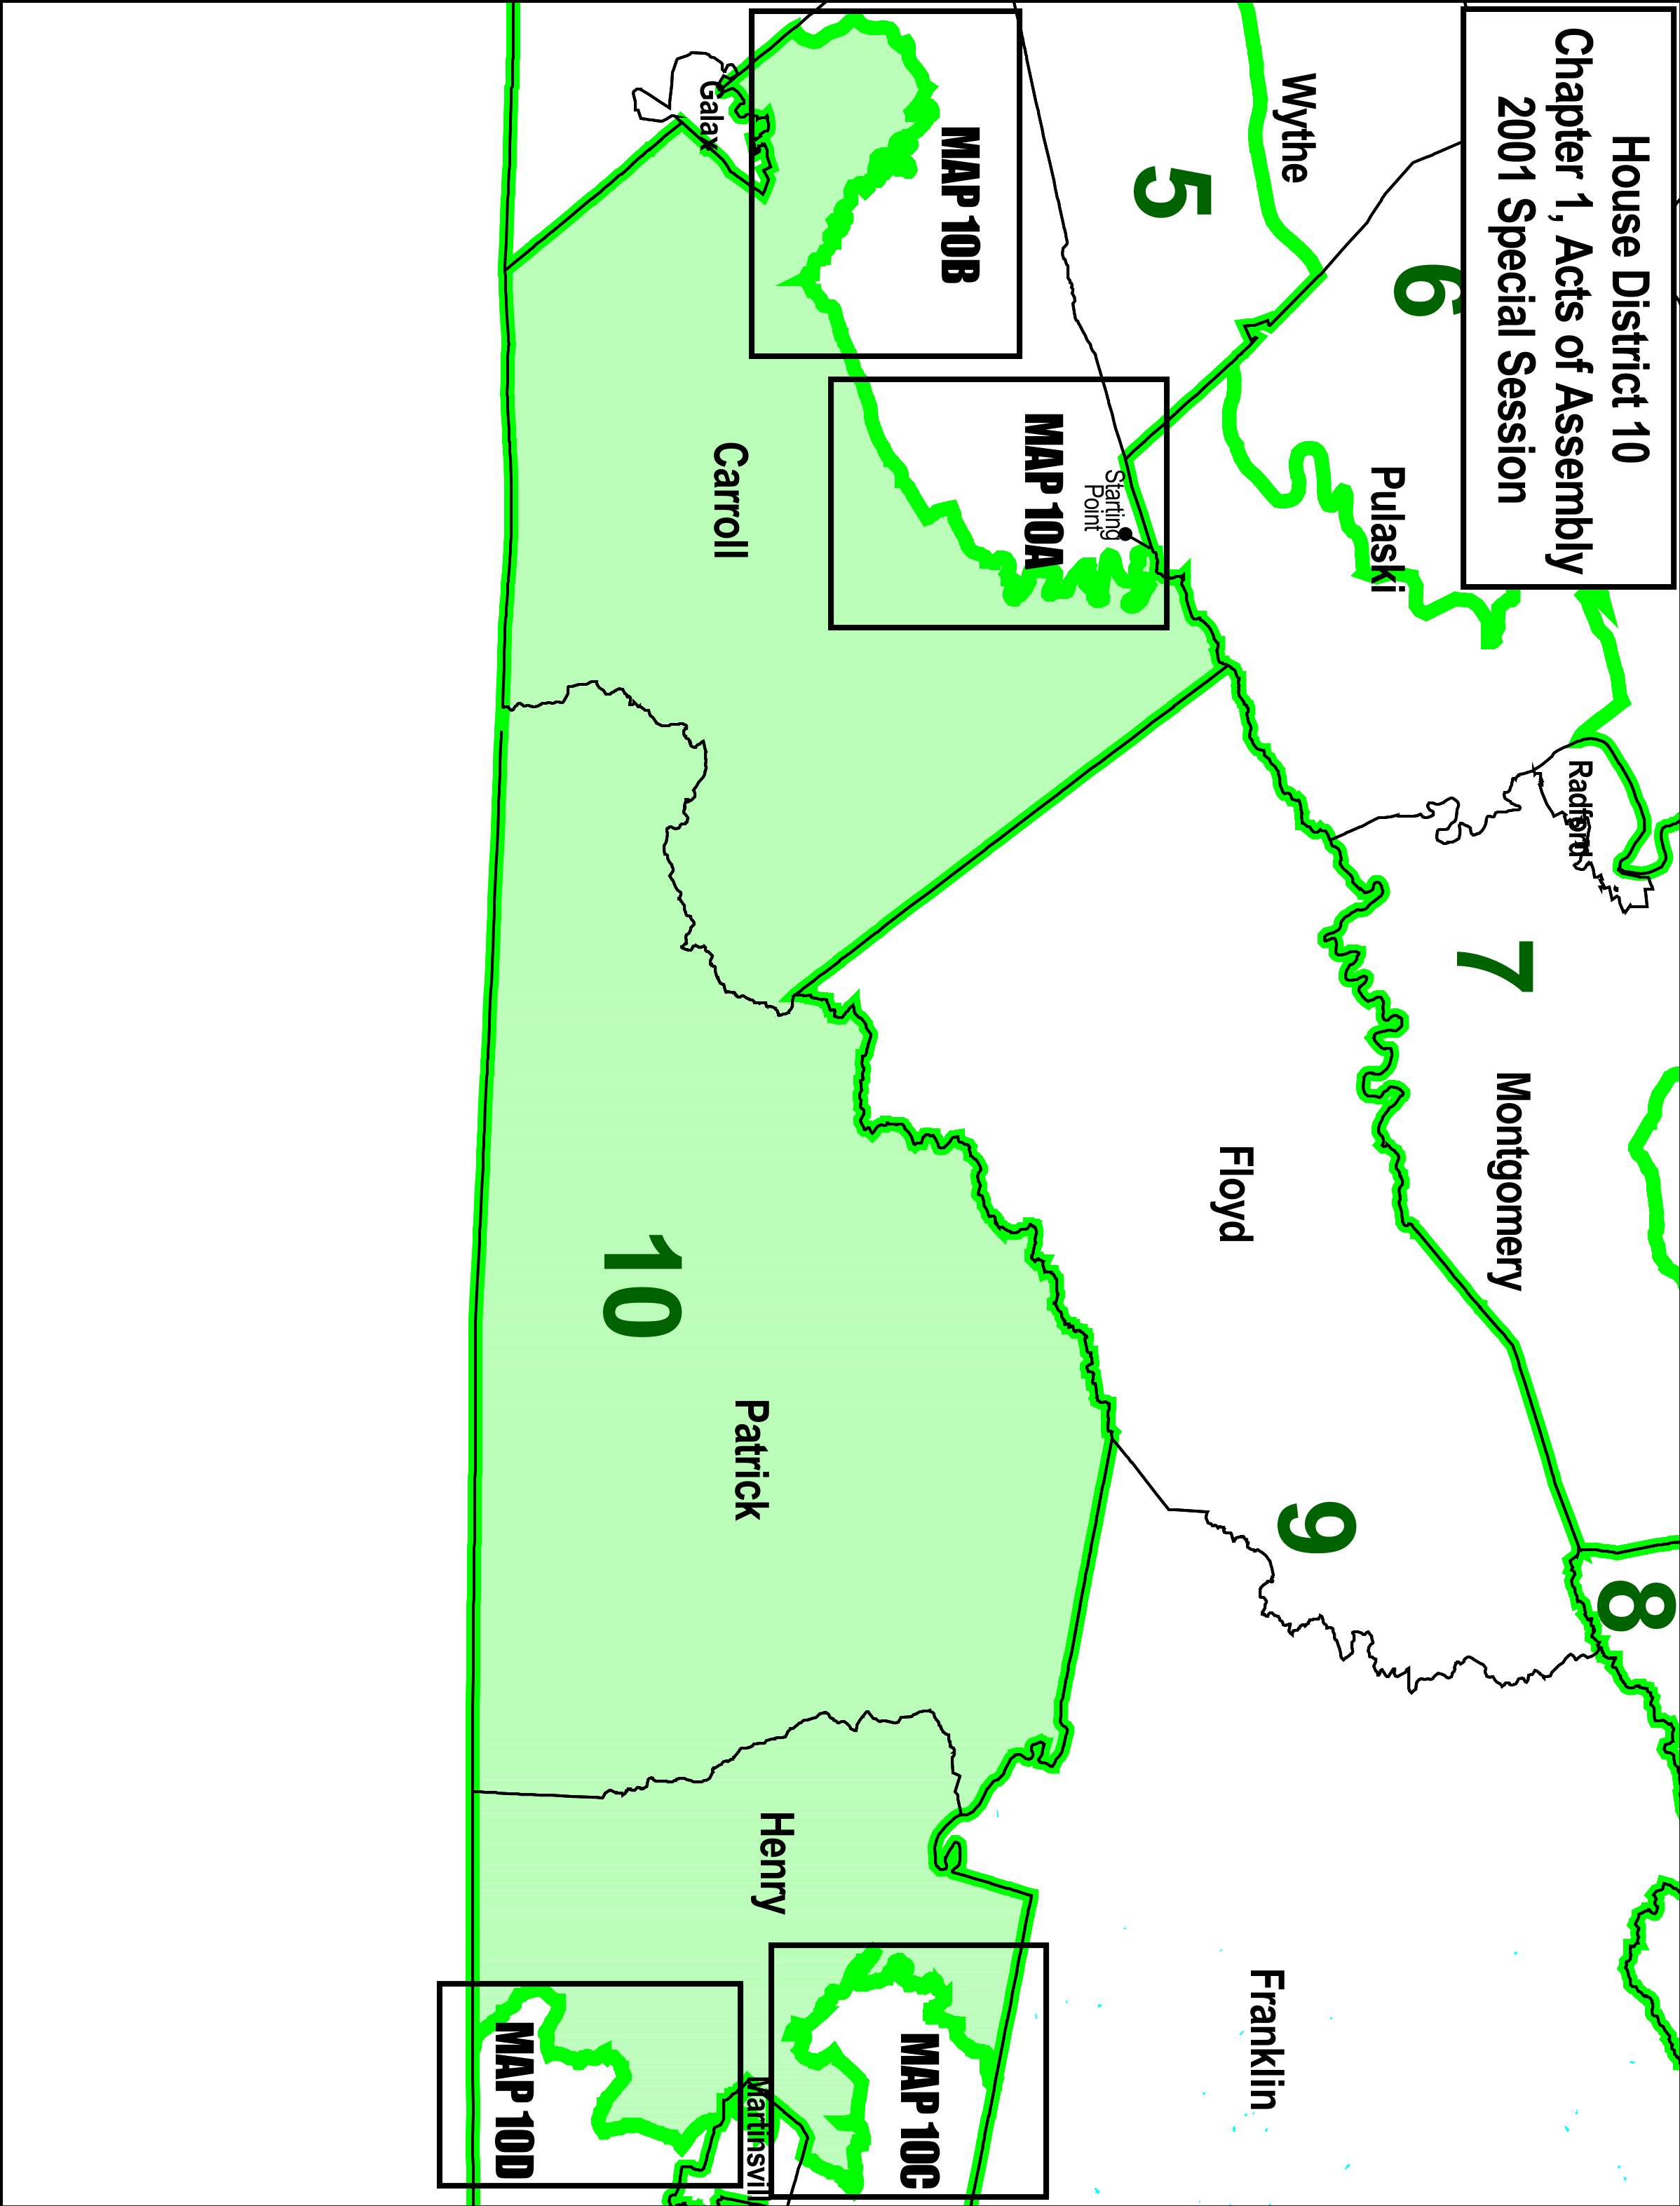 House District 10
Chapter 1, Acts of Assembly
2001 Special Session
6
Pulaski
Radford
7
Montgomery
8
Wythe
5
MAP 10B
MAP 10A
Starting
Point
Floyd
9
Franklin
Galax
Carroll
10
Patrick
Henry
MAP 10C
Martinsvil
MAP 10D